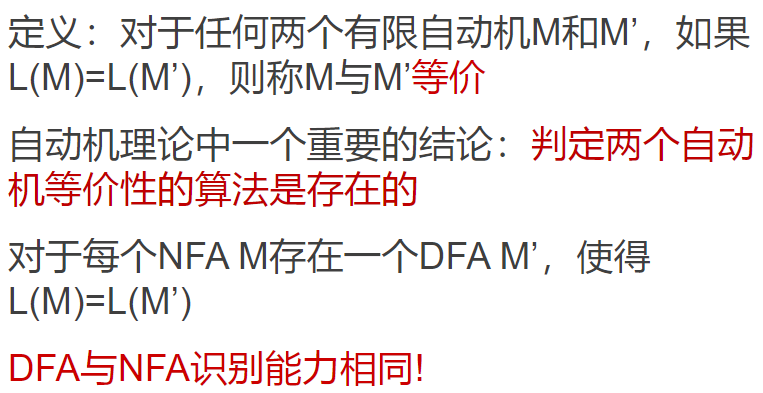 定义：对于任何两个有限自动机M和M’，如果
L(M)=L(M’)，则称M与M’等价
自动机理论中一个重要的结论：判定两个自动
机等价性的算法是存在的
对于每个NFA M存在一个DFA M’，使得
L(M)=L(M’)
DFA与NFA识别能力相同!